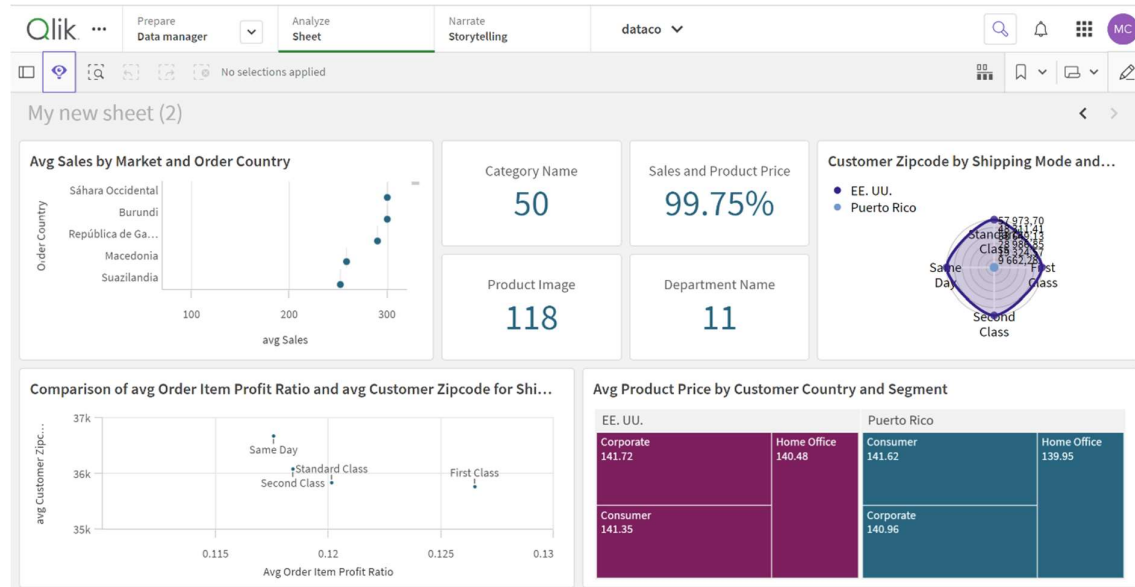 Qlik
Prepare
Data manager
Analyze
Sheet
Narrate
Storytelling
dataco
MC
No selections applied
My new sheet (2)
Avg Sales by Market and Order Country
Order Country
Sáhara Occidental
Burundi
República de Ga...
Macedonia
Suazilandia
100
200
300
avg Sales
Category Name
50
Sales and Product Price
99.75%
Product Image
118
Department Name
11
Customer Zipcode by Shipping Mode and...
EE. UU.
Puerto Rico
57 973,70
Standard
Class
9 662,28
Same
Day
First
Class
Second
Class
Comparison of avg Order Item Profit Ratio and avg Customer Zipcode for Shi...
avg Customer Zipc...
37k
36k
35k
Same Day
Standard Class
Second Class
First Class
0.115
0.12
0.125
0.13
Avg Order Item Profit Ratio
Avg Product Price by Customer Country and Segment
EE. UU.
Corporate
141.72
Home Office
140.48
Consumer
141.35
Puerto Rico
Consumer
141.62
Home Office
139.95
Corporate
140.96